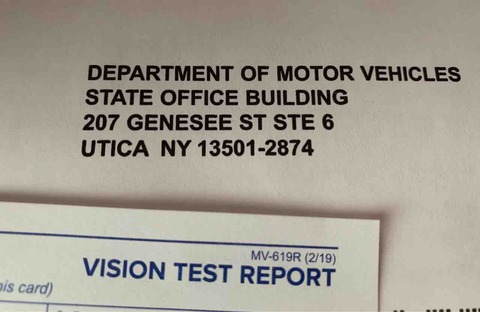 DEPARTMENT OF MOTOR VEHICLES
STATE OFFICE BUILDING
207 GENESEE ST STE 6
UTICA NY 13501-2874
MV-619R (2/19)
VISION TEST REPORT
his card)